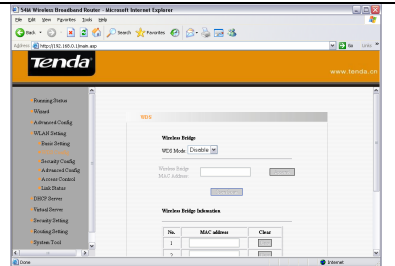 54M Wireless Broadband Router - Microsoft Internet Explorer
File Edit View Favorites Tools Help
Back Search Favorites
Address http://192.168.0.1/main.asp Go Links
Tenda
www.tenda.cn
Running Status
Wizard
Advanced Config
WLAN Setting
Basic Setting
Security Config
Advanced Config
Access Control
Link Status
DHCP Server
Virtual Server
Security Setting
Routing Setting
System Tool
WDS
Wireless Bridge
WDS Mode Disable
Wireless Bridge
MAC Address
Wireless Bridge Infomation
No. MAC address Clear
1
2
Done Internet